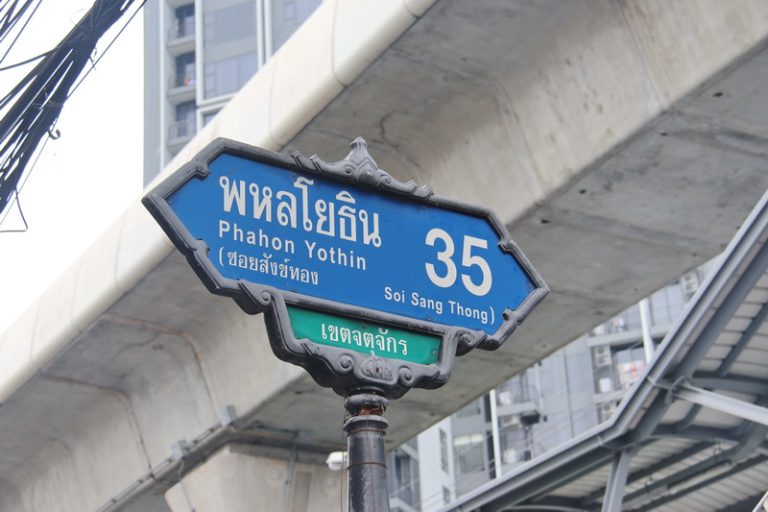 พหลโยธิน 35
Phahon Yothin
(ซอยสังข์ทอง
Soi Sang Thong)
เขตจตุจักร